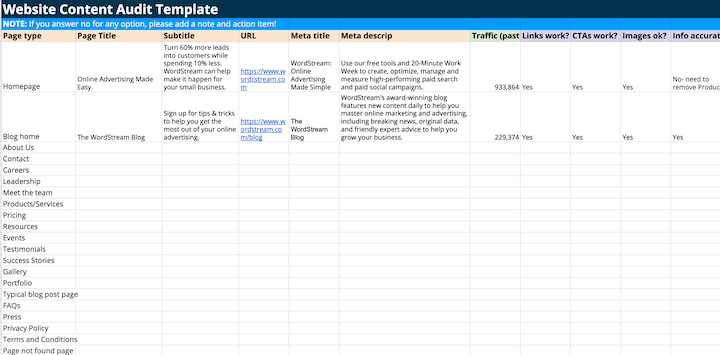 Website Content Audit Template
NOTE: If you answer no for any option, please add a note and action item!
Page type Page Title Subtitle URL Meta title Meta descrip Traffic (past Links work? CTAs work? Images ok? Info accurat
Homepage
Online Advertising Made
Easy.
Turn 60% more leads
into customers while
spending 10% less.
WordStream can help
make it happen for
your small business.
https://www.w
ordcstream.co
m
WordStream:
Online
Advertising
Made Simple
Use our free tools and 20-Minute Work
Week to create, optimize, manage and
measure high-performing paid search
and paid social campaigns.
933,864 Yes Yes Yes
No- need to
remove Produc
Blog home
The WordStream Blog
Sign up for tips & tricks
to help you get the
most out of your online
advertising.
https://www.w
ordstream.co
m/blog
The
WordStream
Blog
WordStream's award-winning blog
features new content daily to help you
master online marketing and advertising,
including breaking news, original data,
and friendly expert advice to help you
grow your business.
229,374 Yes Yes Yes Yes
About Us
Contact
Careers
Leadership
Meet the team
Products/Services
Pricing
Resources
Events
Testimonials
Success Stories
Gallery
Portfolio
Typical blog post page
FAQs
Press
Privacy Policy
Terms and Conditions
Page not found page